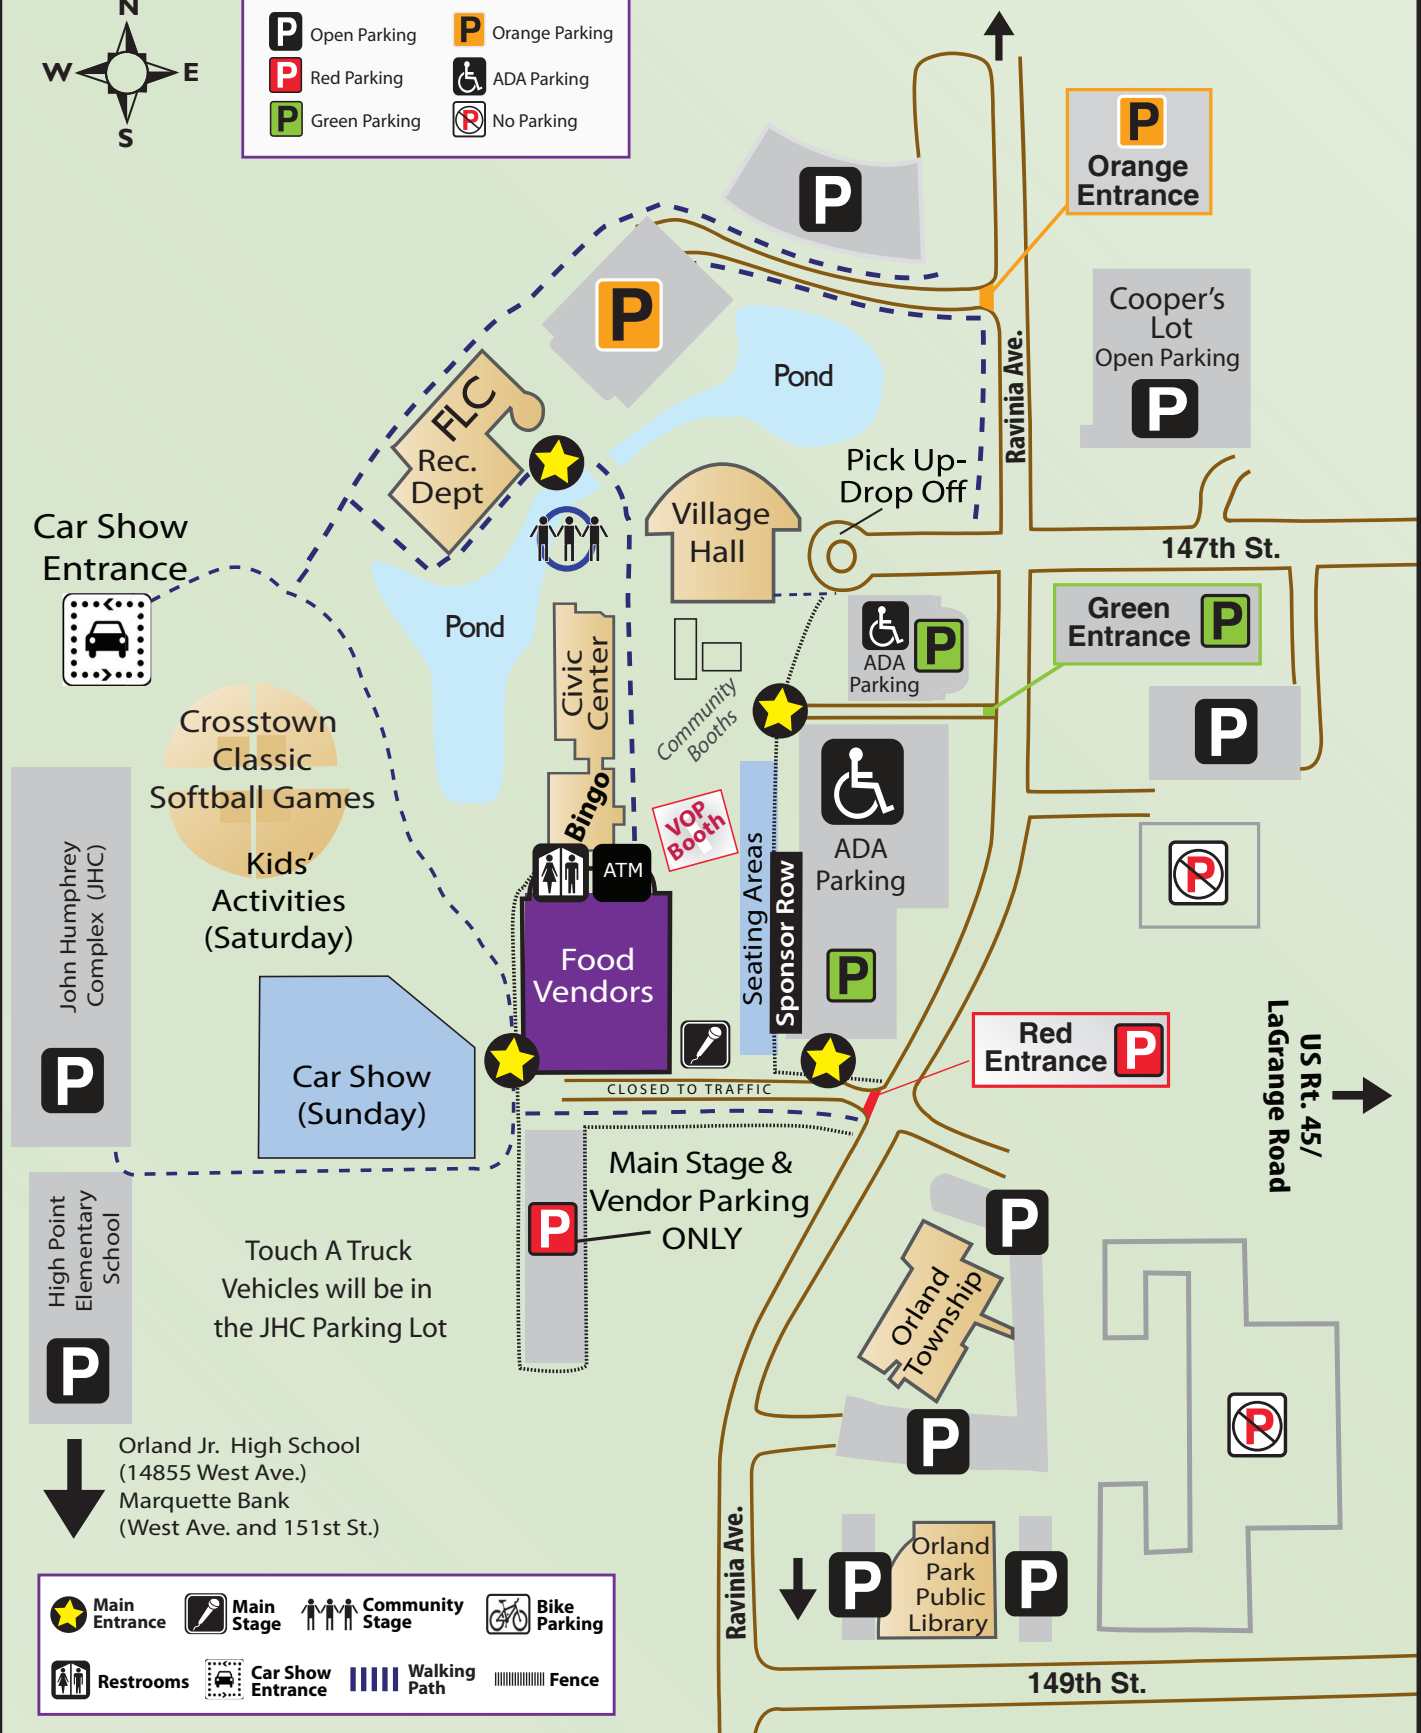 N
W
E
S
P Open Parking
P Orange Parking
P Red Parking
ADA Parking
P Green Parking
P No Parking
P
Orange
Entrance
P
P
Cooper's
Lot
Open Parking
P
Ravinia Ave.
Pond
FLC
Rec.
Dept
Pick Up-
Drop Off
Village
Hall
147th St.
Car Show
Entrance
Pond
Green
Entrance
P
P
ADA
Parking
Civic
Center
Community
Booths
P
Crosstown
Classic
Softball Games
Kids'
Activities
(Saturday)
Bingo
VOP
Booth
ATM
ADA
Parking
Seating Areas
Sponsor Row
P
P
John Humphrey
Complex (JHC)
P
Food
Vendors
Car Show
(Sunday)
Red
Entrance
P
US Rt. 45/
LaGrange Road
CLOSED TO TRAFFIC
Main Stage &
Vendor Parking
ONLY
P
High Point
Elementary
School
P
Touch A Truck
Vehicles will be in
the JHC Parking Lot
P
Orland
Township
P
P
Orland Jr. High School
(14855 West Ave.)
Marquette Bank
(West Ave. and 151st St.)
Ravinia Ave.
P
Orland
Park
Public
Library
P
Main
Entrance
Main
Stage
Community
Stage
Bike
Parking
Restrooms
Car Show
Entrance
Walking
Path
Fence
149th St.